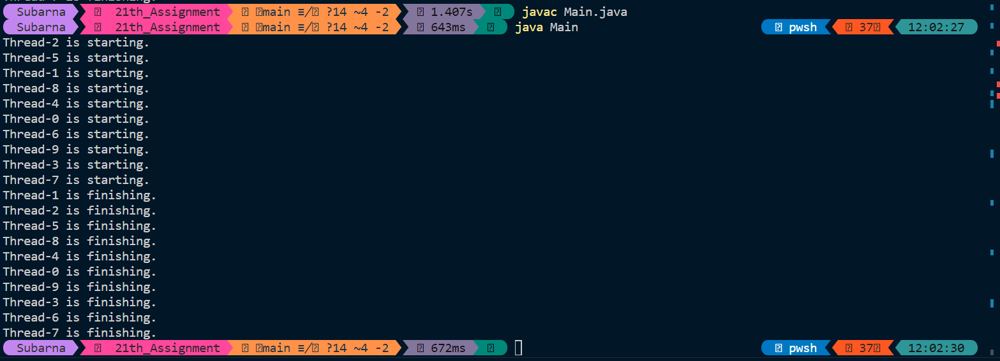 Subarna 21th_Assignment main ≡/ ?14 ~4 -2 1.407s javac Main.java
Subarna 21th_Assignment main ≡/ ?14 ~4 -2 643ms java Main pwsh 37 12:02:27
Thread-2 is starting.
Thread-5 is starting.
Thread-1 is starting.
Thread-8 is starting.
Thread-4 is starting.
Thread-0 is starting.
Thread-6 is starting.
Thread-9 is starting.
Thread-3 is starting.
Thread-7 is starting.
Thread-1 is finishing.
Thread-2 is finishing.
Thread-5 is finishing.
Thread-8 is finishing.
Thread-4 is finishing.
Thread-0 is finishing.
Thread-9 is finishing.
Thread-3 is finishing.
Thread-6 is finishing.
Thread-7 is finishing.
Subarna 21th_Assignment main ≡/ ?14 ~4 -2 672ms pwsh 37 12:02:30